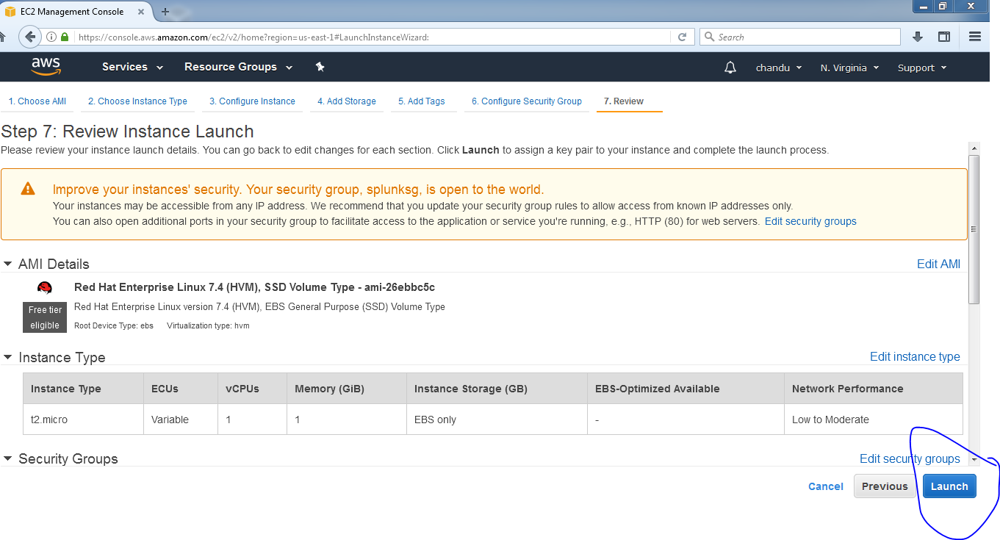 EC2 Management Console
https://console.aws.amazon.com/ec2/v2/home?region=us-east-1#LaunchInstanceWizard:
Search
aws Services Resource Groups chandu N. Virginia Support
1. Choose AMI 2. Choose Instance Type 3. Configure Instance 4. Add Storage 5. Add Tags 6. Configure Security Group 7. Review
Step 7: Review Instance Launch
Please review your instance launch details. You can go back to edit changes for each section. Click Launch to assign a key pair to your instance and complete the launch process.
Improve your instances' security. Your security group, splunksg, is open to the world.
Your instances may be accessible from any IP address. We recommend that you update your security group rules to allow access from known IP addresses only.
You can also open additional ports in your security group to facilitate access to the application or service you're running, e.g., HTTP (80) for web servers. Edit security groups
AMI Details Edit AMI
Red Hat Enterprise Linux 7.4 (HVM), SSD Volume Type - ami-26ebbc5c
Free tier eligible
Red Hat Enterprise Linux version 7.4 (HVM), EBS General Purpose (SSD) Volume Type
Root Device Type: ebs Virtualization type: hvm
Instance Type Edit instance type
Instance Type ECUs vCPUs Memory (GiB) Instance Storage (GB) EBS-Optimized Available Network Performance
t2.micro Variable 1 1 EBS only - Low to Moderate
Security Groups Edit security groups
Cancel Previous Launch